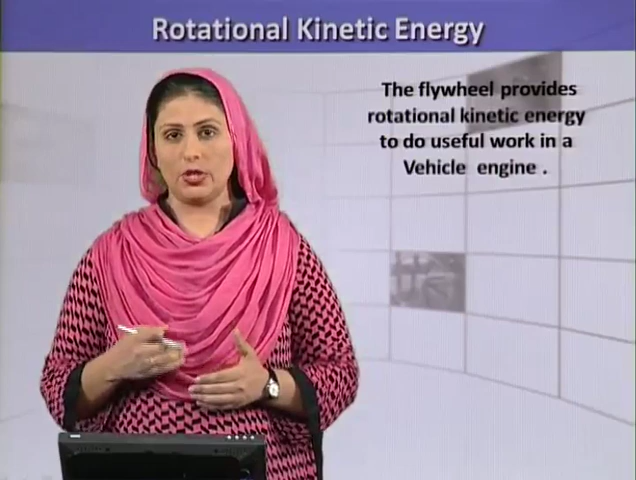 Rotational Kinetic Energy
The flywheel provides
rotational kinetic energy
to do useful work in a
Vehicle engine .